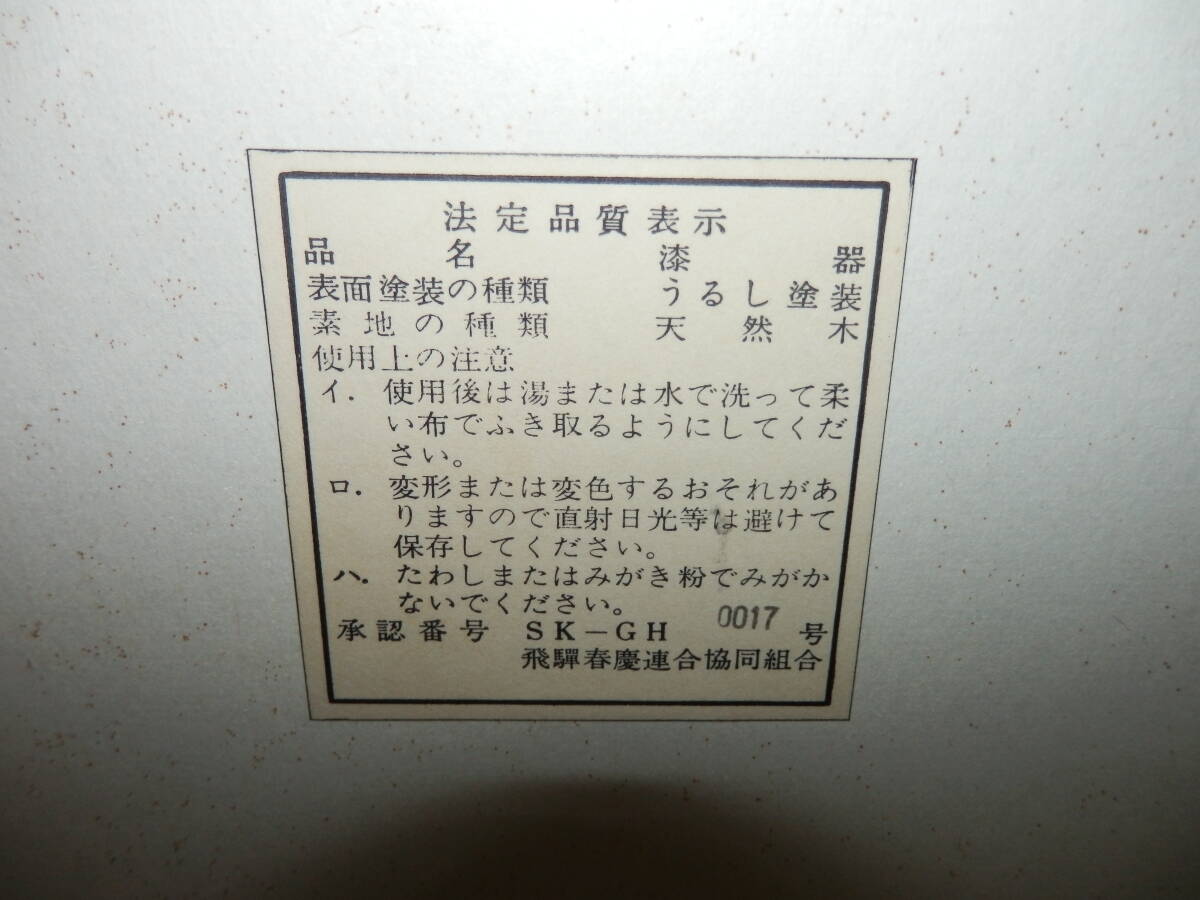 法定品質表示
品名 漆器
表面塗装の種類 うるし塗装
素地の種類 天然木
使用上の注意
イ. 使用後は湯または水で洗って柔
い布でふき取るようにしてくだ
さい。
ロ. 変形または変色するおそれがあ
りますので直射日光等は避けて
保存してください。
ハ. たわしまたはみがき粉でみがか
ないでください。
承認番号 SK-GH 0017 号
飛驒春慶連合協同組合